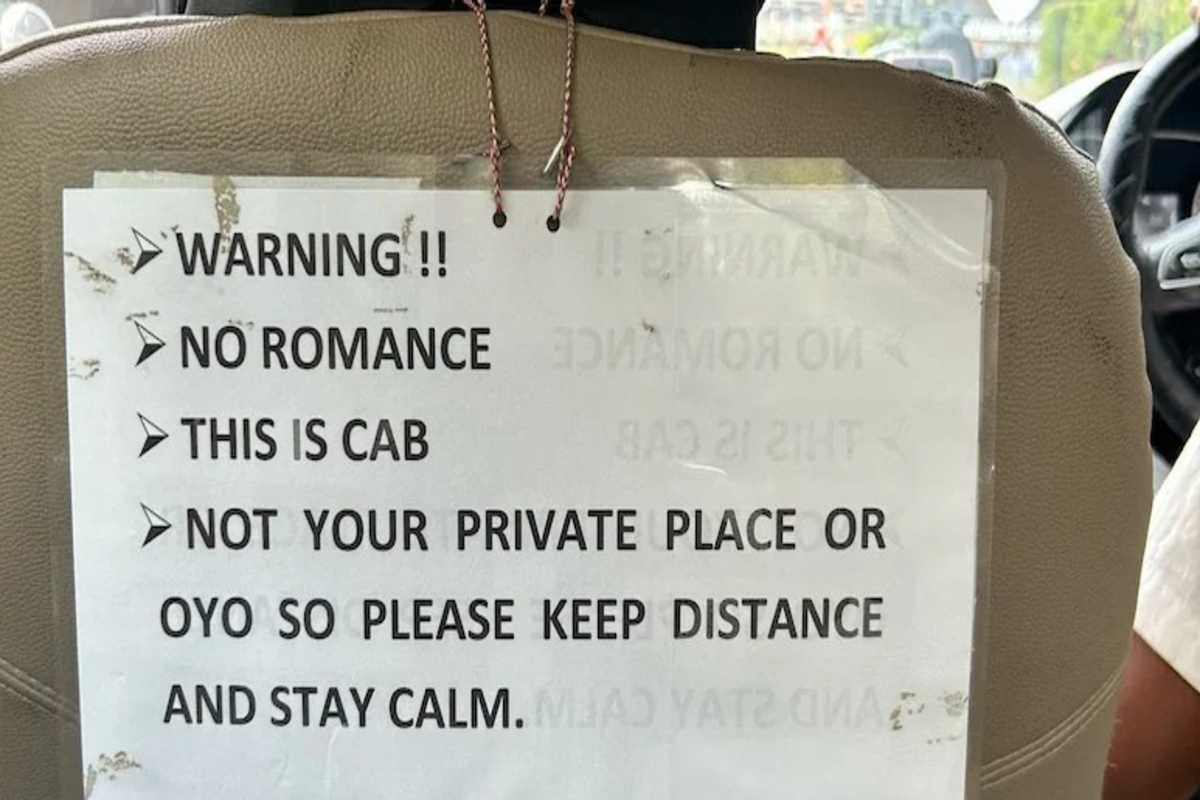 ➢ WARNING !!
➢ NO ROMANCE
➢ THIS IS CAB
➢ NOT YOUR PRIVATE PLACE OR
OYO SO PLEASE KEEP DISTANCE
AND STAY CALM.